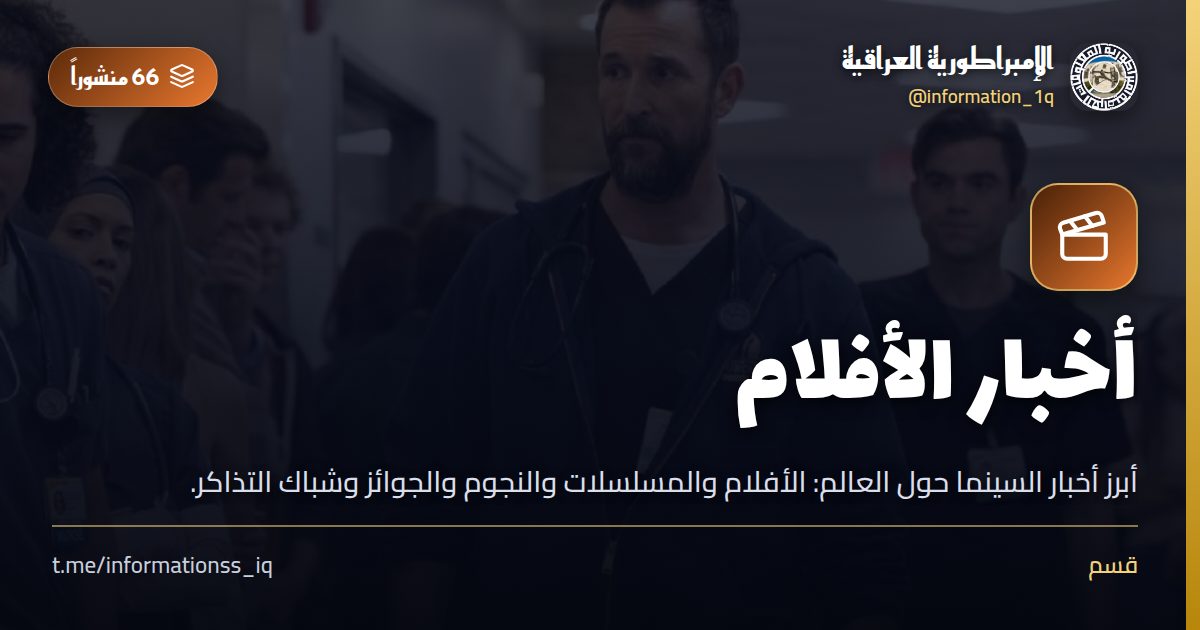 الإمبراطورية العراقية
@information_1q
66 منشوراً
أخبار الأفلام
أبرز أخبار السينما حول العالم: الأفلام والمسلسلات والنجوم والجوائز وشباك التذاكر.
قسم
t.me/informationss_iq